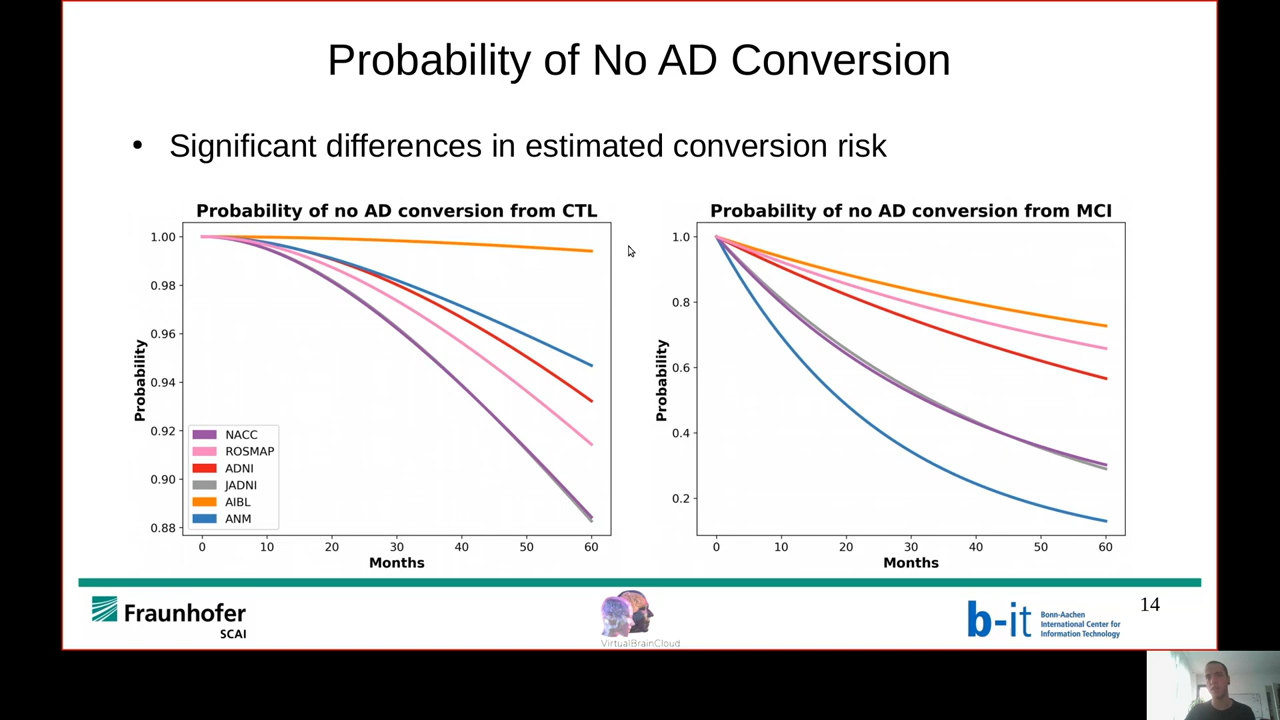 Probability of No AD Conversion
• Significant differences in estimated conversion risk
Probability of no AD conversion from CTL
1.00
0.98
0.96
0.94
0.92
0.90
0.88
Probability
NACC
ROSMAP
ADNI
JADNI
AIBL
ANM
0 10 20 30 40 50 60
Months
Probability of no AD conversion from MCI
1.0
0.8
0.6
0.4
0.2
Probability
0 10 20 30 40 50 60
Months
Fraunhofer
SCAI
VirtualBrainCloud
b-it
Bonn-Aachen
International Center for
Information Technology
14